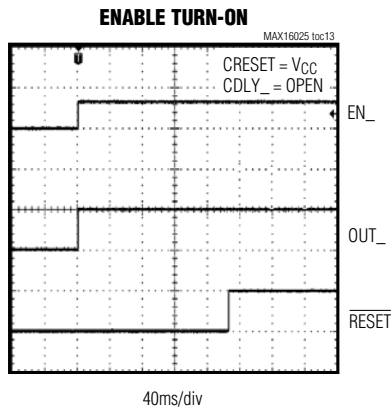 ENABLE TURN-ON
MAX16025 toc13
CRESET = VCC
CDLY_ = OPEN
EN_
OUT_
RESET
40ms/div